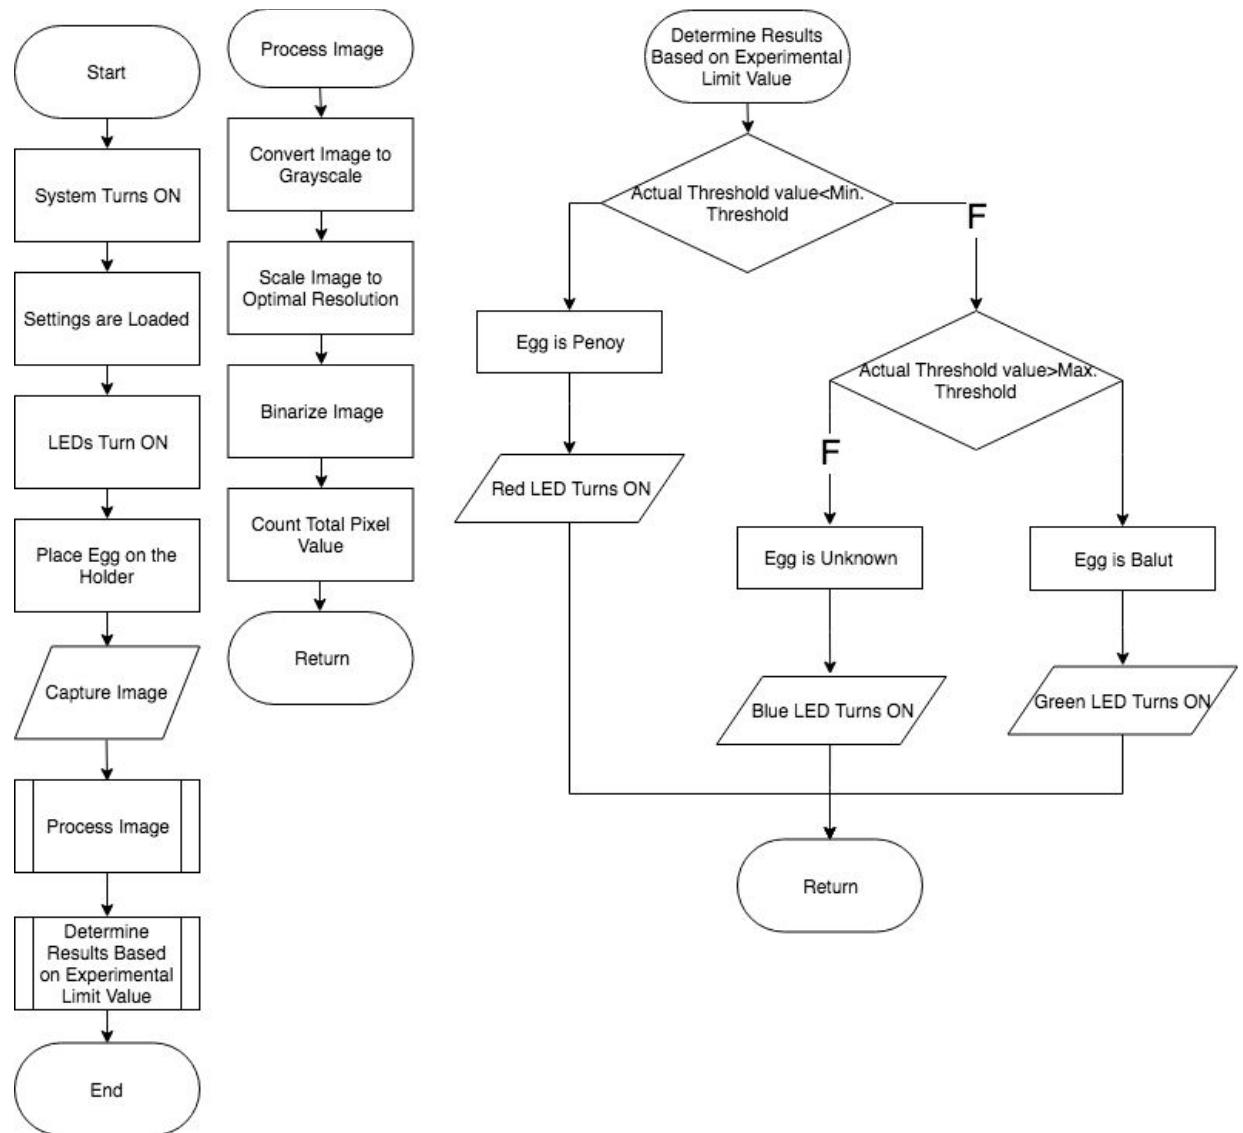 Start
System Turns ON
Settings are Loaded
LEDs Turn ON
Place Egg on the
Holder
Capture Image
Process Image
Determine
Results Based
on Experimental
Limit Value
End
Process Image
Convert Image to
Grayscale
Scale Image to
Optimal Resolution
Binarize Image
Count Total Pixel
Value
Return
Determine Results
Based on Experimental
Limit Value
Actual Threshold value<Min.
Threshold
F
Egg is Penoy
Red LED Turns ON
Actual Threshold value>Max.
Threshold
F
Egg is Unknown
Blue LED Turns ON
Egg is Balut
Green LED Turns ON
Return